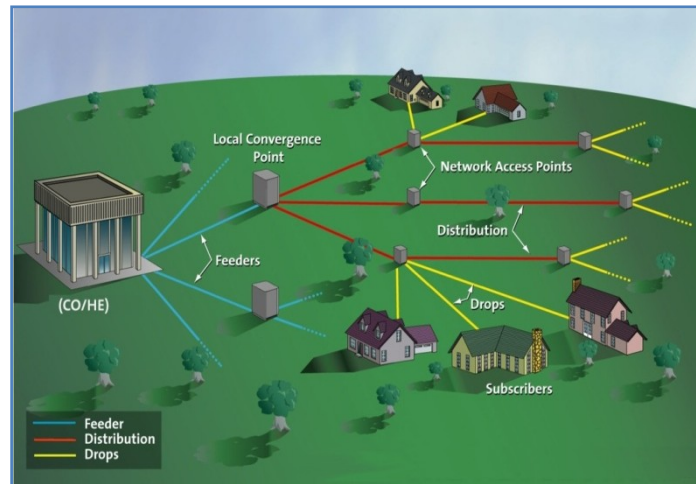 Local Convergence
Point
Network Access Points
Distribution
Feeders
(CO/HE)
Drops
Subscribers
Feeder
Distribution
Drops